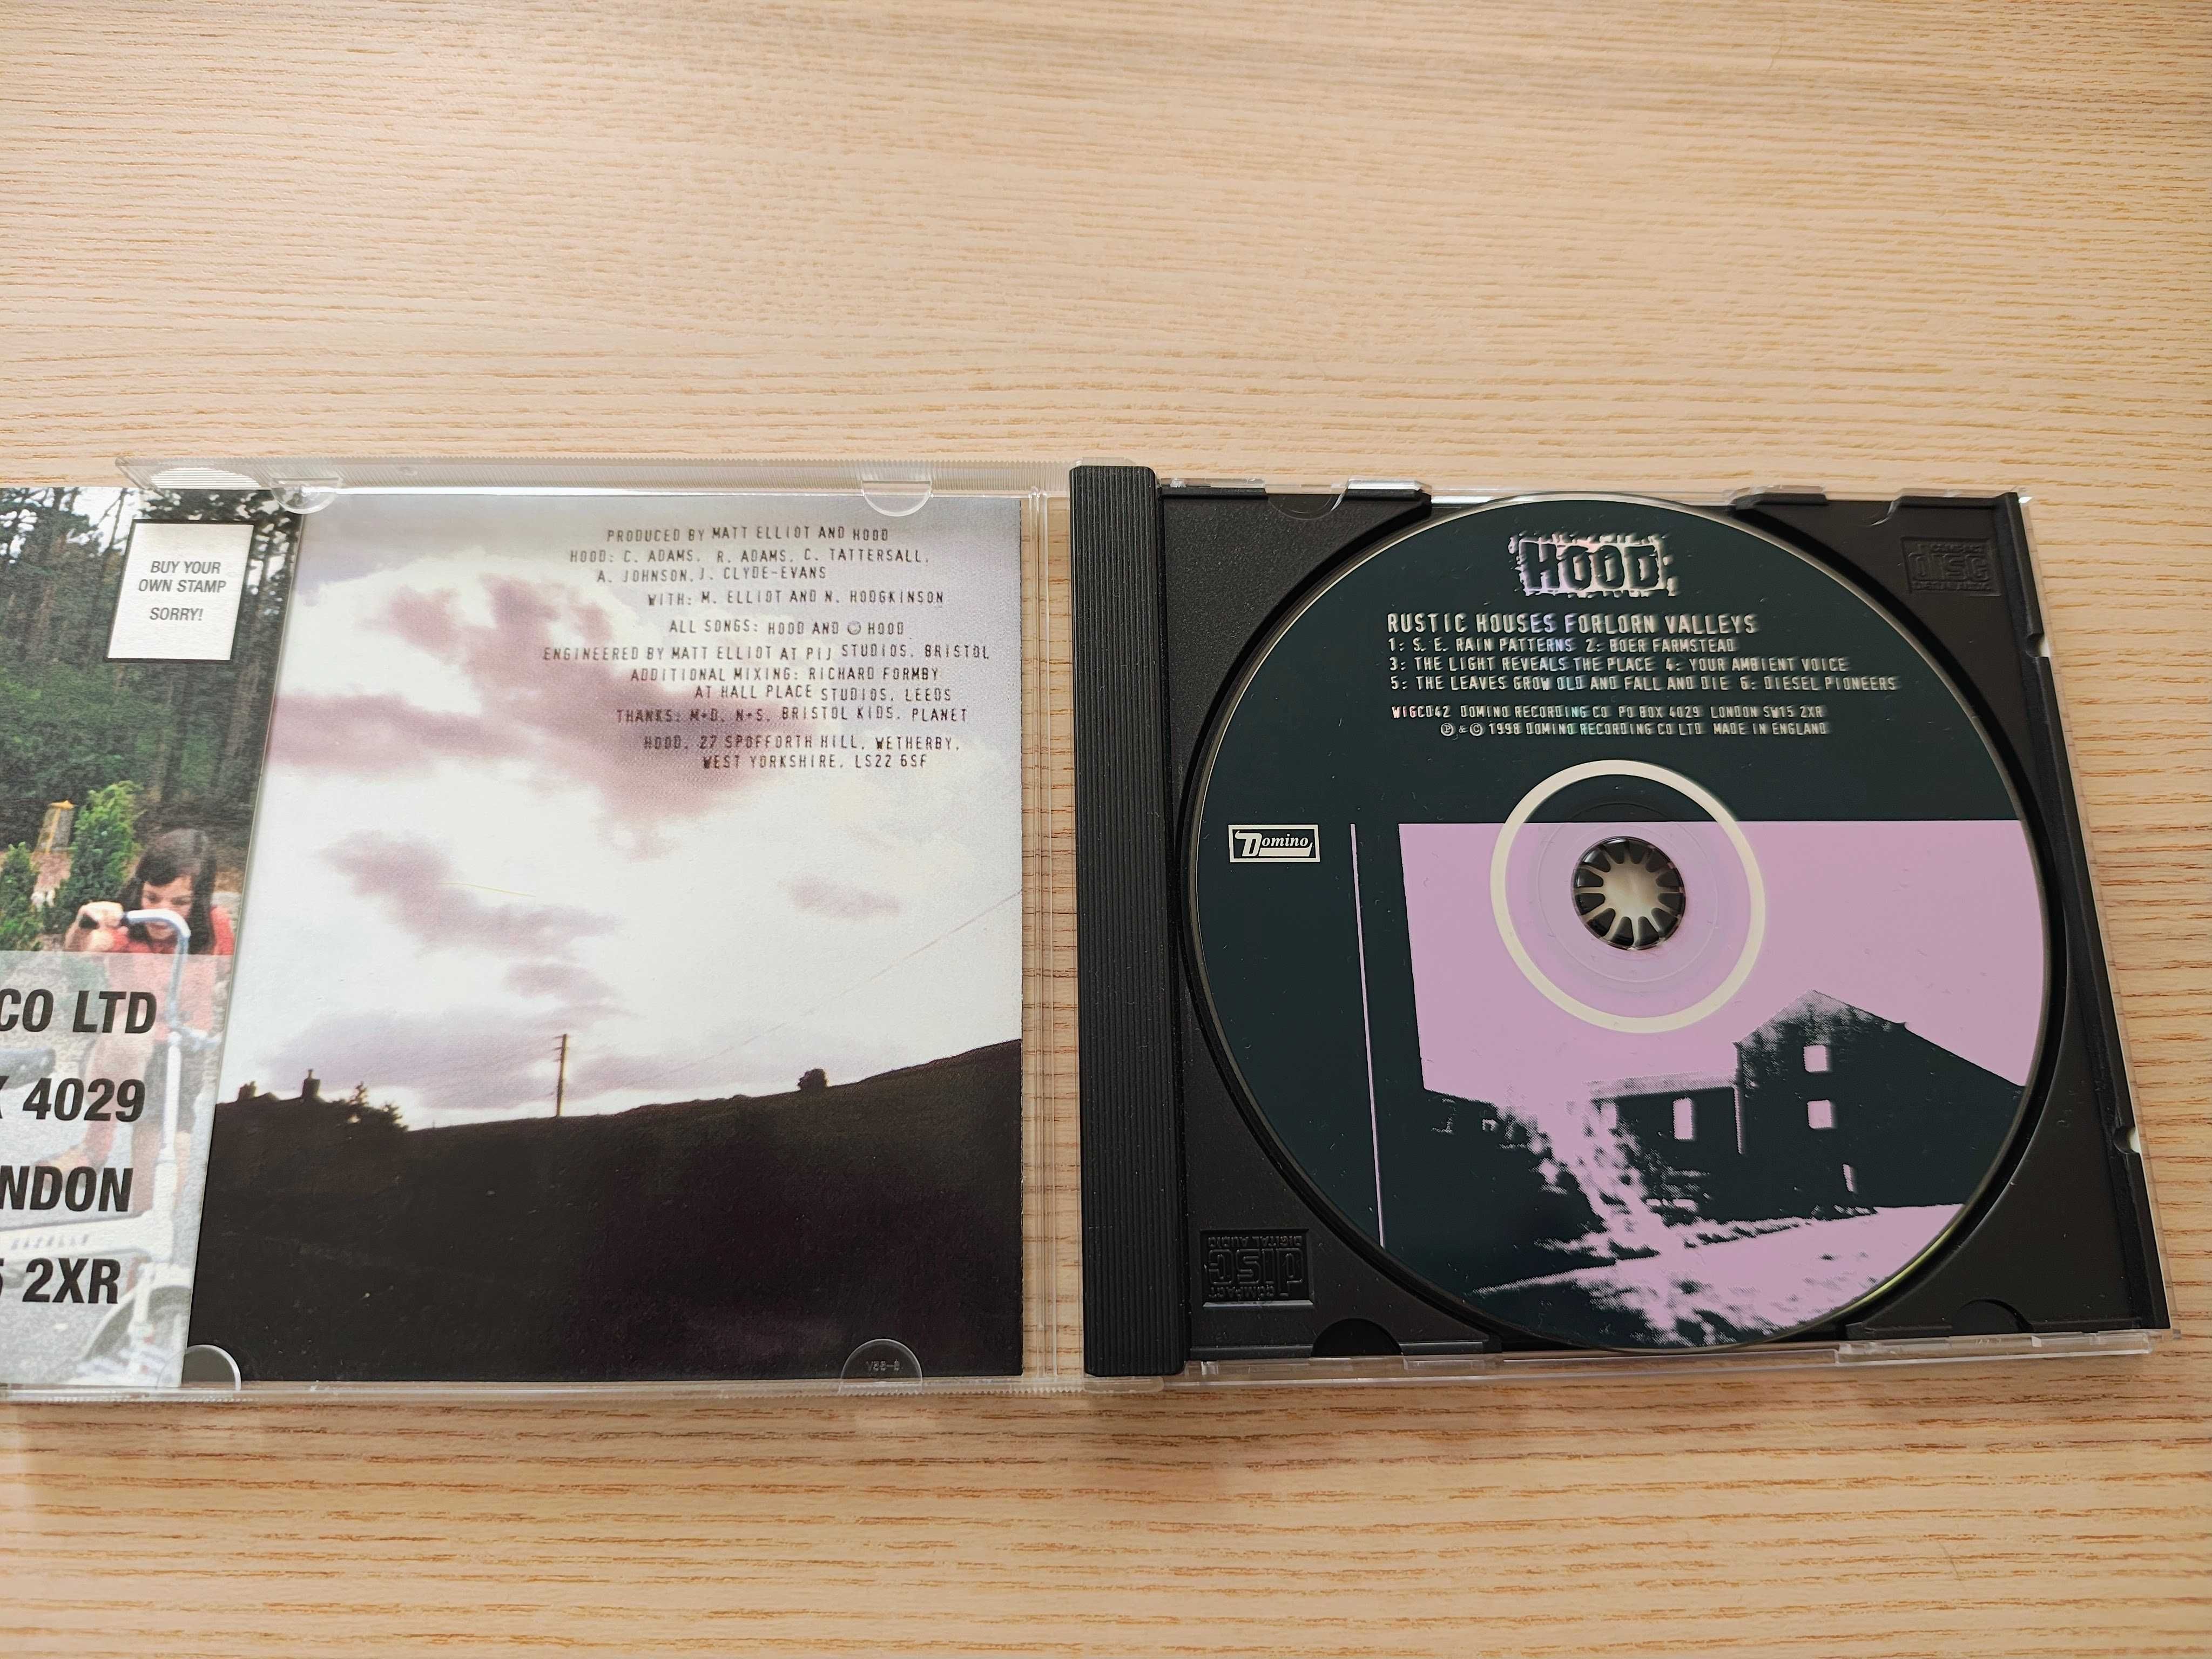 BUY YOUR
OWN STAMP
SORRY!
CO LTD
4029
NDON
2XR
PRODUCED BY MATT ELLIOT AND HOOD
HOOD: C. ADAMS, R. ADAMS, C. TATTERSALL,
A. JOHNSON, J. CLYDE-EVANS
WITH: M. ELLIOT AND N. HODGKINSON
ALL SONGS: HOOD AND © HOOD
ENGINEERED BY MATT ELLIOT AT PIJ STUDIOS, BRISTOL
ADDITIONAL MIXING: RICHARD FORMBY
AT HALL PLACE STUDIOS, LEEDS
THANKS: M+D, N+S, BRISTOL KIDS, PLANET
HOOD, 27 SPOFFORTH HILL, WETHERBY,
WEST YORKSHIRE, LS22 6SF
HOOD
RUSTIC HOUSES FORLORN VALLEYS
1: S. E. RAIN PATTERNS 2: BOER FARMSTEAD
3: THE LIGHT REVEALS THE PLACE 4: YOUR AMBIENT VOICE
5: THE LEAVES GROW OLD AND FALL AND DIE 6: DIESEL PIONEERS
WIGCD42 DOMINO RECORDING CO PO BOX 4029 LONDON SW15 2XR
℗ & © 1998 DOMINO RECORDING CO LTD MADE IN ENGLAND
Domino
COMPACT
disc
DIGITAL AUDIO
COMPACT
disc
DIGITAL AUDIO